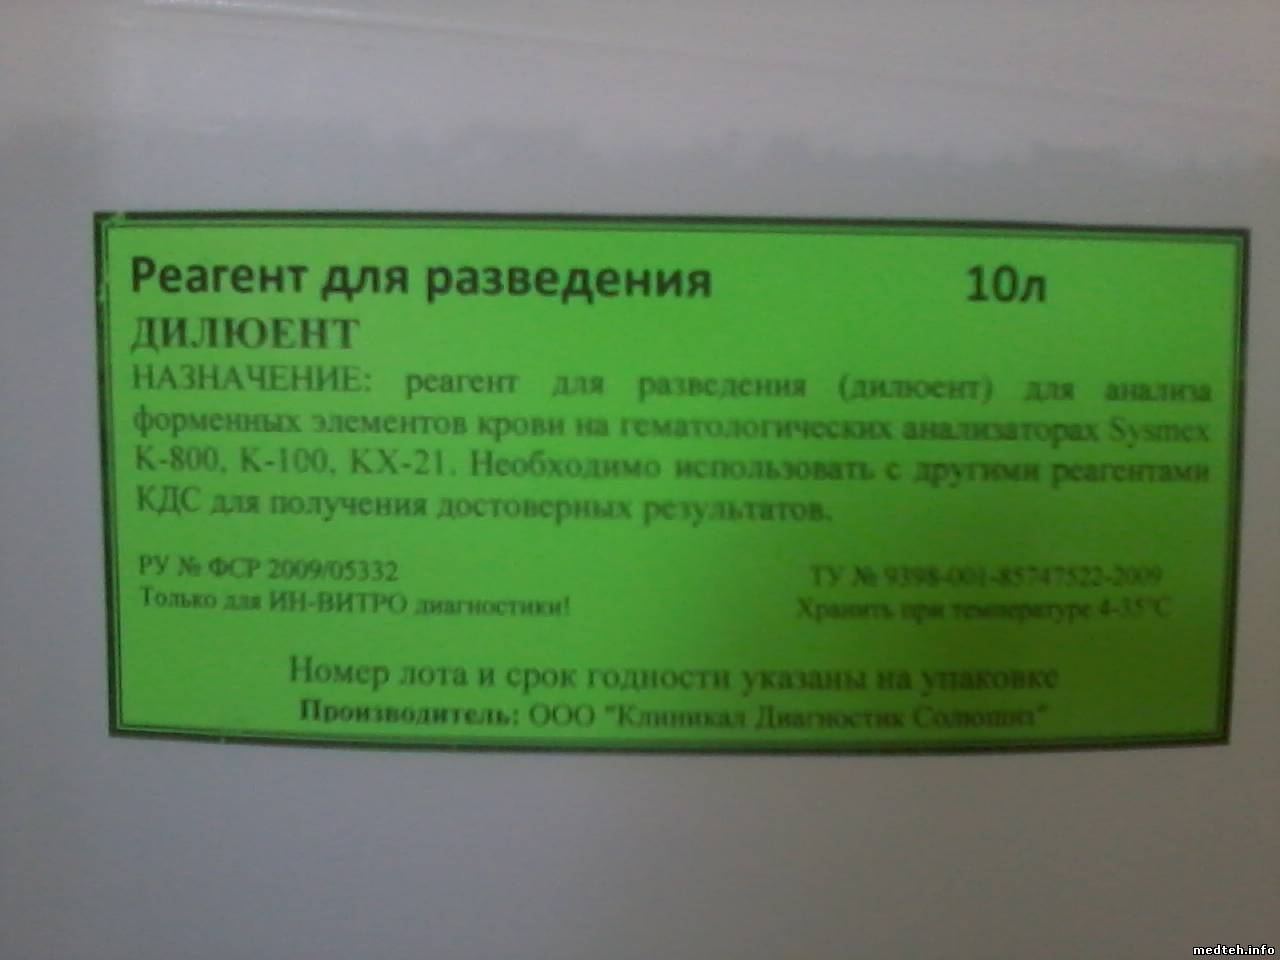 Реагент для разведения 10л
ДИЛЮЕНТ
НАЗНАЧЕНИЕ: реагент для разведения (дилюент) для анализа
форменных элементов крови на гематологических анализаторах Sysmex
К-800, К-100, КХ-21. Необходимо использовать с другими реагентами
КДС для получения достоверных результатов.
РУ № ФСР 2009/05332 ТУ № 9398-001-85747522-2009
Только для ИН-ВИТРО диагностики! Хранить при температуре 4-35°С
Номер лота и срок годности указаны на упаковке
Производитель: ООО "Клиникал Диагностик Солюшнз"
medteh.info